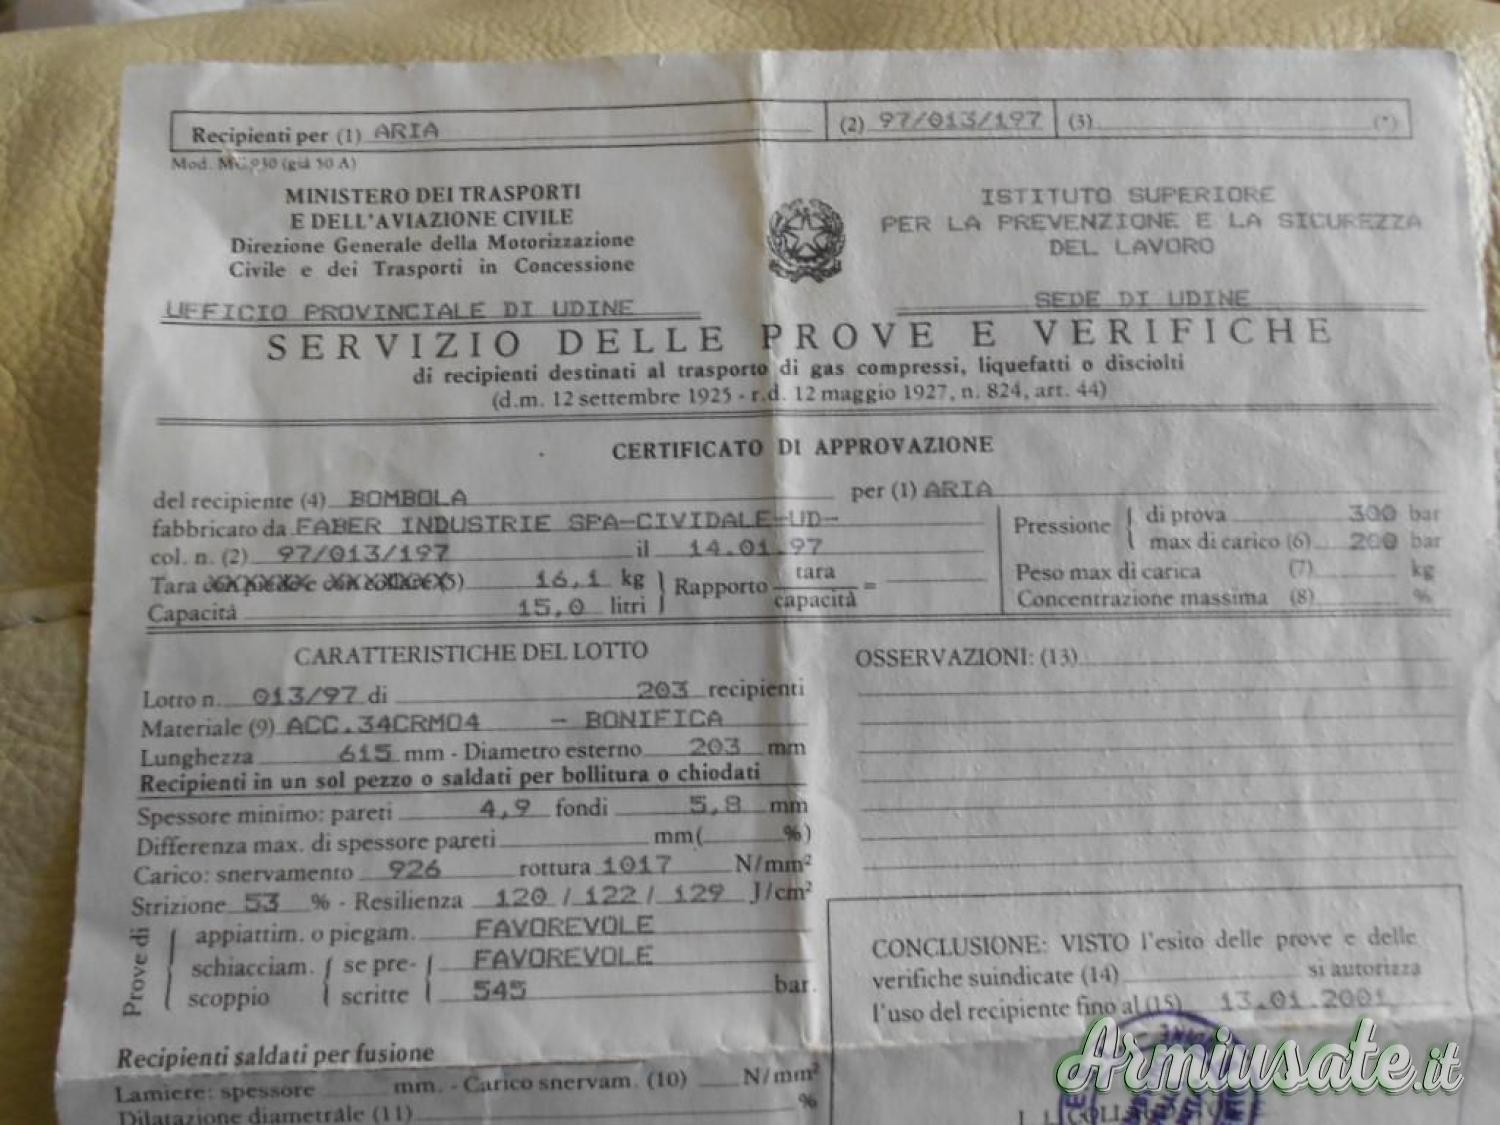 Recipienti per (1) ARIA (2) 97/013/197 (3) (*)
Mod. MC 930 (già 50 A)
MINISTERO DEI TRASPORTI
E DELL'AVIAZIONE CIVILE
Direzione Generale della Motorizzazione
Civile e dei Trasporti in Concessione
UFFICIO PROVINCIALE DI UDINE
ISTITUTO SUPERIORE
PER LA PREVENZIONE E LA SICUREZZA
DEL LAVORO
SEDE DI UDINE
SERVIZIO DELLE PROVE E VERIFICHE
di recipienti destinati al trasporto di gas compressi, liquefatti o disciolti
(d.m. 12 settembre 1925 - r.d. 12 maggio 1927, n. 824, art. 44)
CERTIFICATO DI APPROVAZIONE
del recipiente (4) BOMBOLA per (1) ARIA
fabbricato da FABER INDUSTRIE SPA-CIVIDALE-UD-
col. n. (2) 97/013/197 il 14.01.97
Tara (5) 16,1 kg
Capacità 15,0 litri
Rapporto tara / capacità =
Pressione di prova 300 bar
max di carico (6) 200 bar
Peso max di carica (7) kg
Concentrazione massima (8) %
CARATTERISTICHE DEL LOTTO
Lotto n. 013/97 di 203 recipienti
Materiale (9) ACC.34CRMO4 - BONIFICA
Lunghezza 615 mm - Diametro esterno 203 mm
Recipienti in un sol pezzo o saldati per bollitura o chiodati
Spessore minimo: pareti 4,9 fondi 5,8 mm
Differenza max. di spessore pareti mm( %)
Carico: snervamento 926 rottura 1017 N/mm²
Strizione 53 % - Resilienza 120 / 122 / 129 J/cm²
Prove di
appiattim. o piegam. FAVOREVOLE
schiacciam. se pre- FAVOREVOLE
scoppio scritte 545 bar.
Recipienti saldati per fusione
Lamiere: spessore mm. - Carico snervam. (10) N/mm²
Dilatazione diametrale (11) %
OSSERVAZIONI: (13)
CONCLUSIONE: VISTO l'esito delle prove e delle
verifiche suindicate (14) si autorizza
l'uso del recipiente fino al (15) 13.01.2001
Armiusate.it